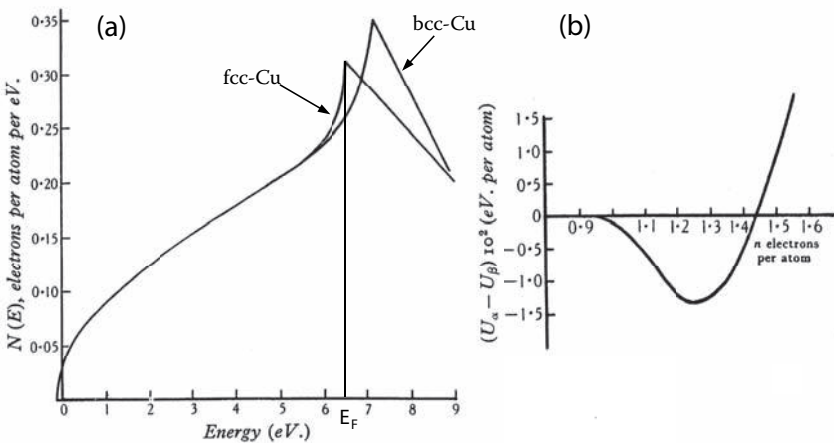 (a)
fcc-Cu
bcc-Cu
N(E), electrons per atom per eV.
0·35
0·30
0·25
0·20
0·15
0·10
0·05
0 1 2 3 4 5 6 E_F 7 8 9
Energy (eV.)
(b)
(U_α − U_β) 10² (eV. per atom)
1·5
1·0
0·5
0
−0·5
−1·0
−1·5
0·9 1·1 1·2 1·3 1·4 1·5 1·6
n electrons
per atom